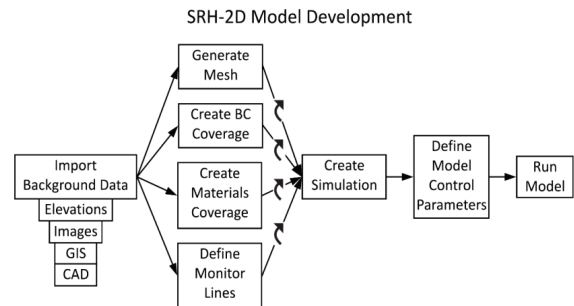 SRH-2D Model Development
Generate
Mesh
Create BC
Coverage
Import
Background Data
Elevations
Images
GIS
CAD
Create
Materials
Coverage
Define
Monitor
Lines
Create
Simulation
Define
Model
Control
Parameters
Run
Model